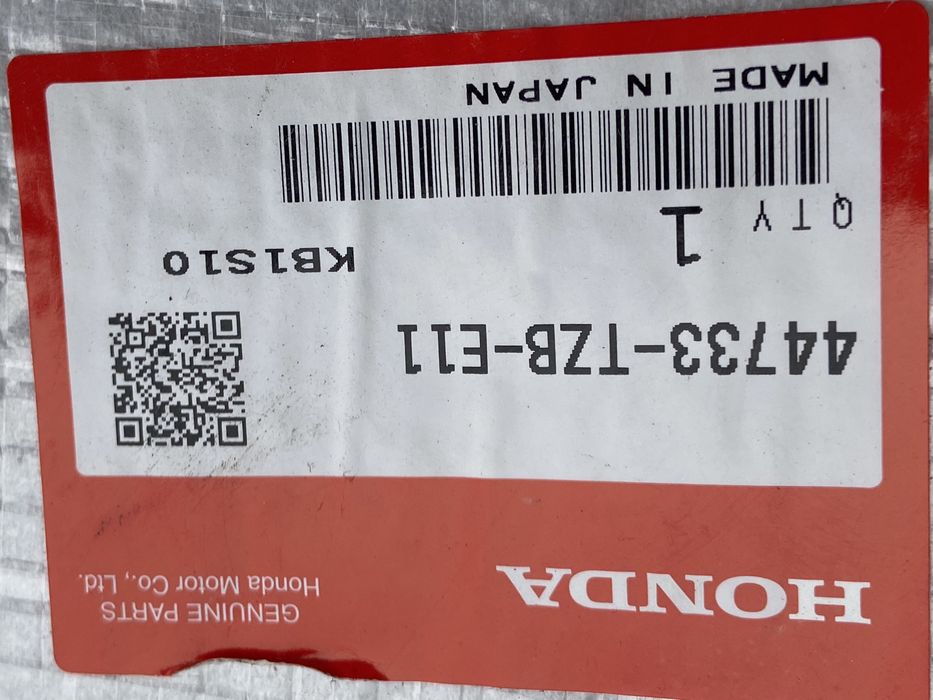 HONDA
GENUINE PARTS
Honda Motor Co., Ltd.
44733-TZB-E11
KB1S10
QTY 1
MADE IN JAPAN